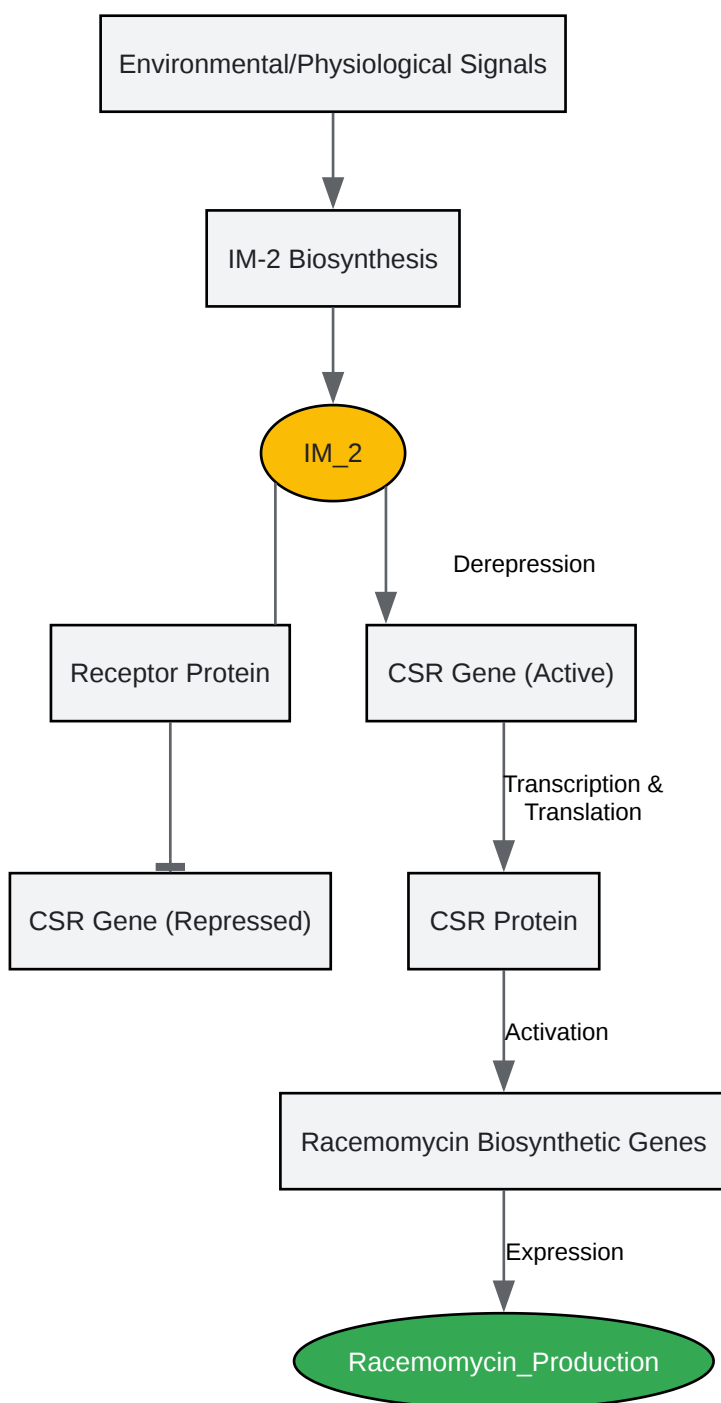 Environmental/Physiological Signals
IM-2 Biosynthesis
IM_2
Derepression
Receptor Protein
CSR Gene (Active)
Transcription &
Translation
CSR Gene (Repressed)
CSR Protein
Activation
Racemomycin Biosynthetic Genes
Expression
Racemomycin_Production